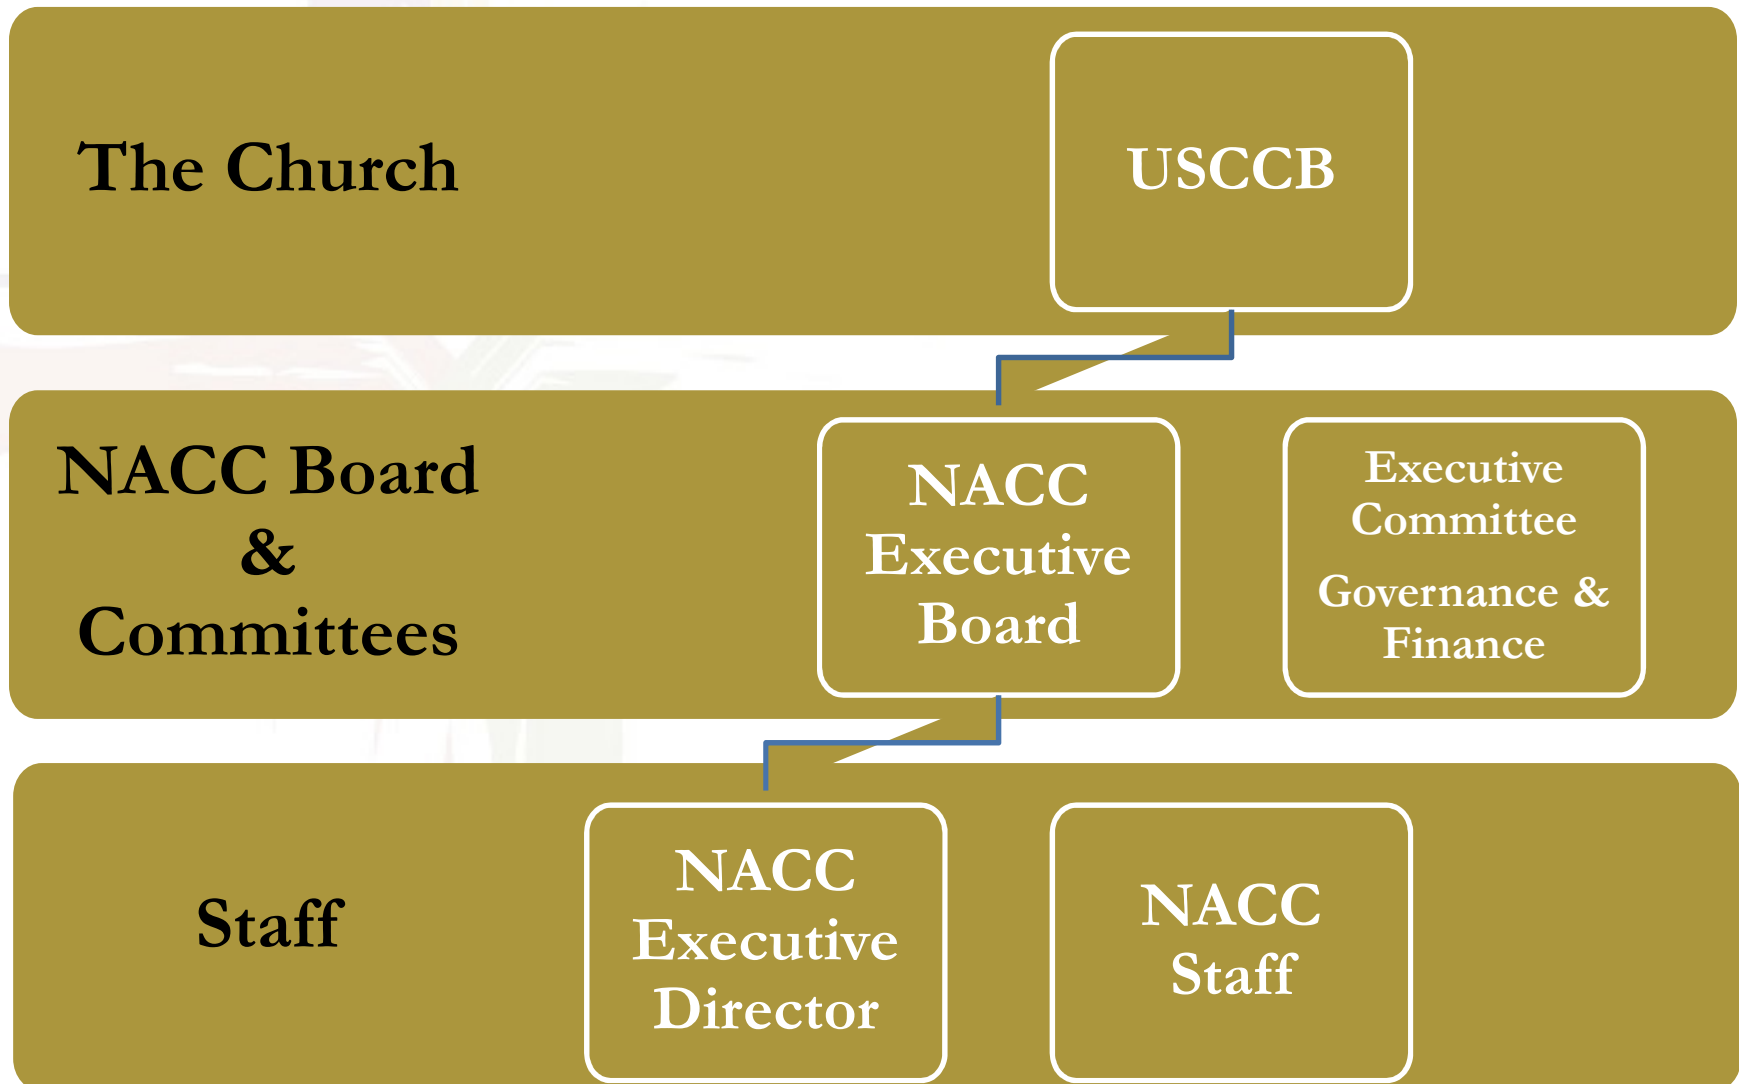 The Church
USCCB
NACC Board
&
Committees
NACC
Executive
Board
Executive
Committee
Governance &
Finance
Staff
NACC
Executive
Director
NACC
Staff